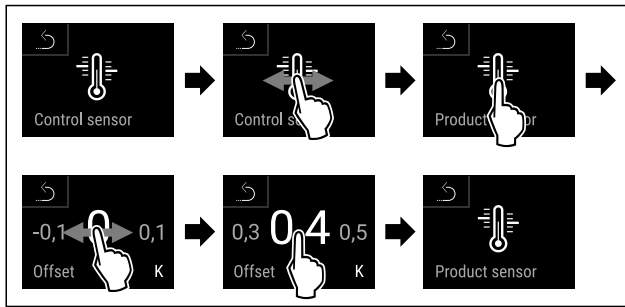 Control sensor
Control s
Product or
-0,1 0 0,1
Offset K
0,3 0,4 0,5
Offset K
Product sensor